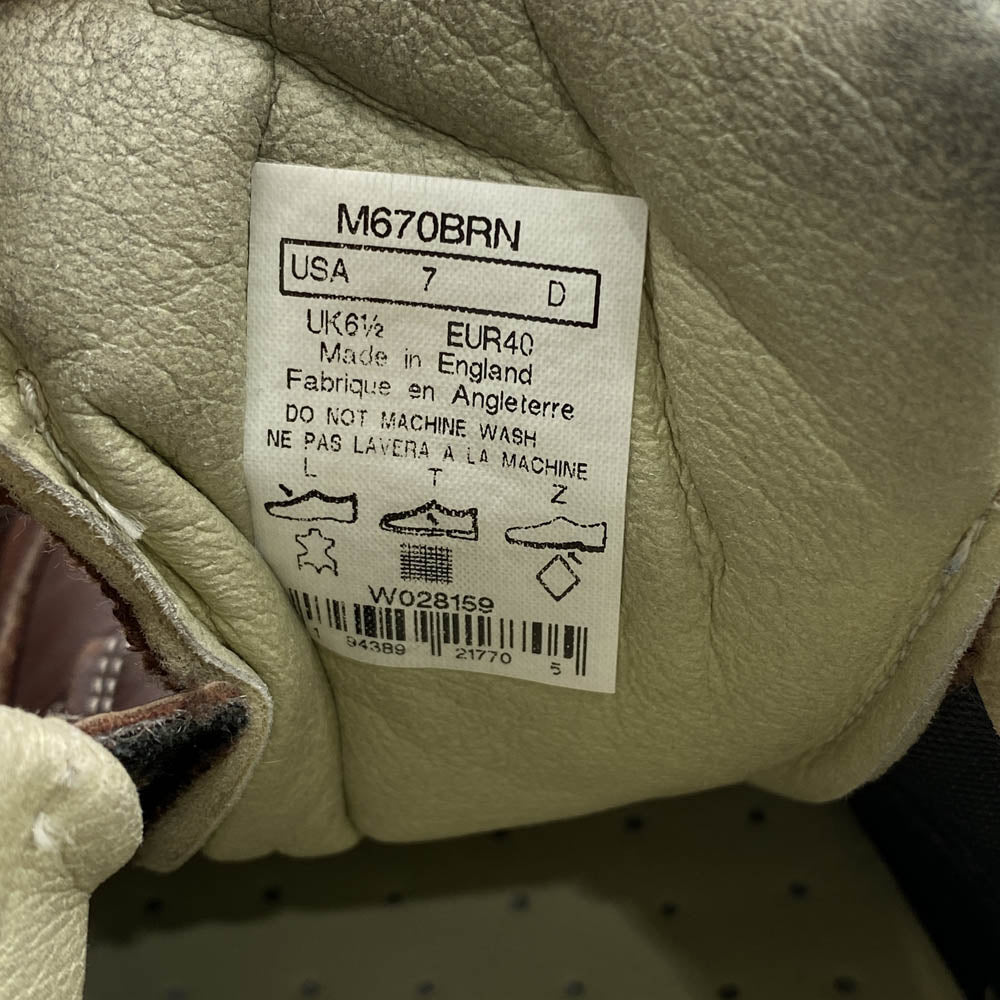 M670BRN
USA 7 D
UK6½ EUR40
Made in England
Fabrique en Angleterre
DO NOT MACHINE WASH
NE PAS LAVERA A LA MACHINE
L T Z
W028159
1 94389 21770 5